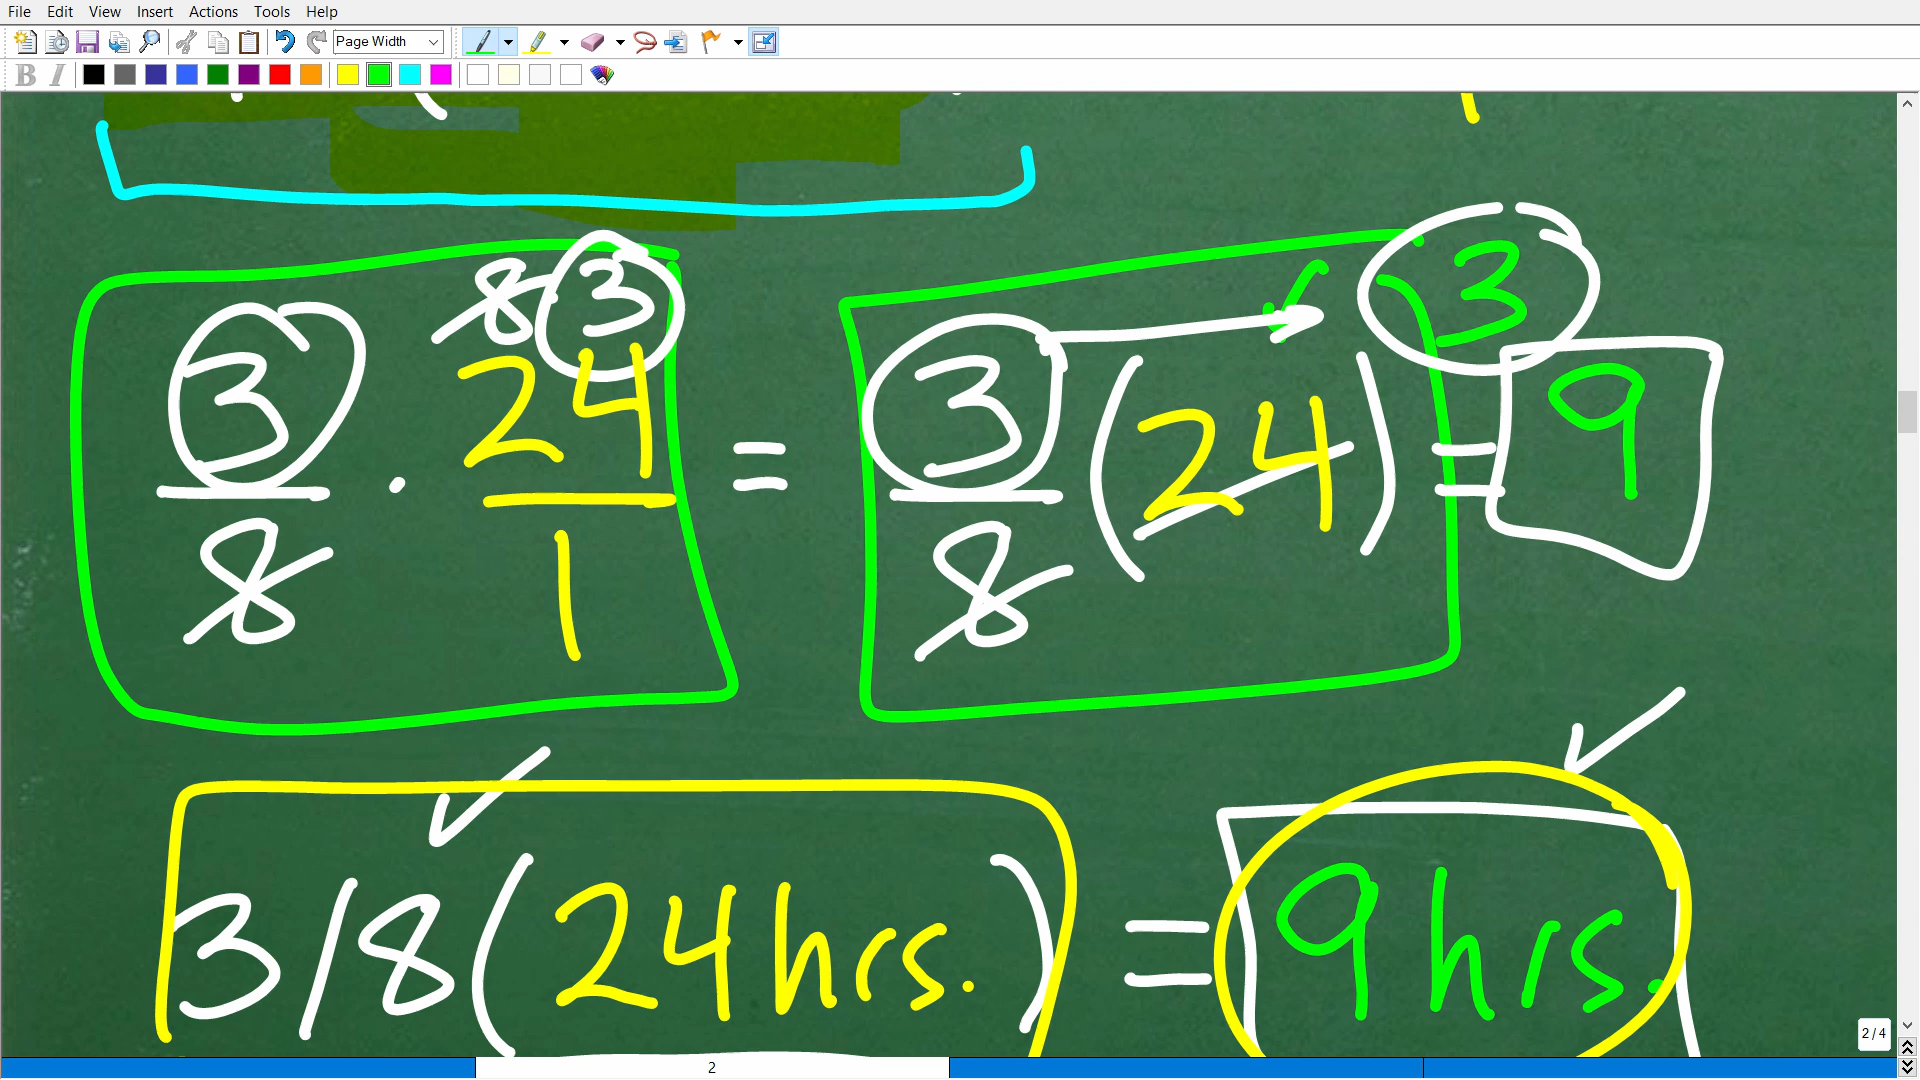 File Edit View Insert Actions Tools Help
Page Width
B I
8 3 3
3/8 · 24/1 = 3/8 (24) = 9
3/8 (24 hrs.) = 9 hrs.
2 / 4
2